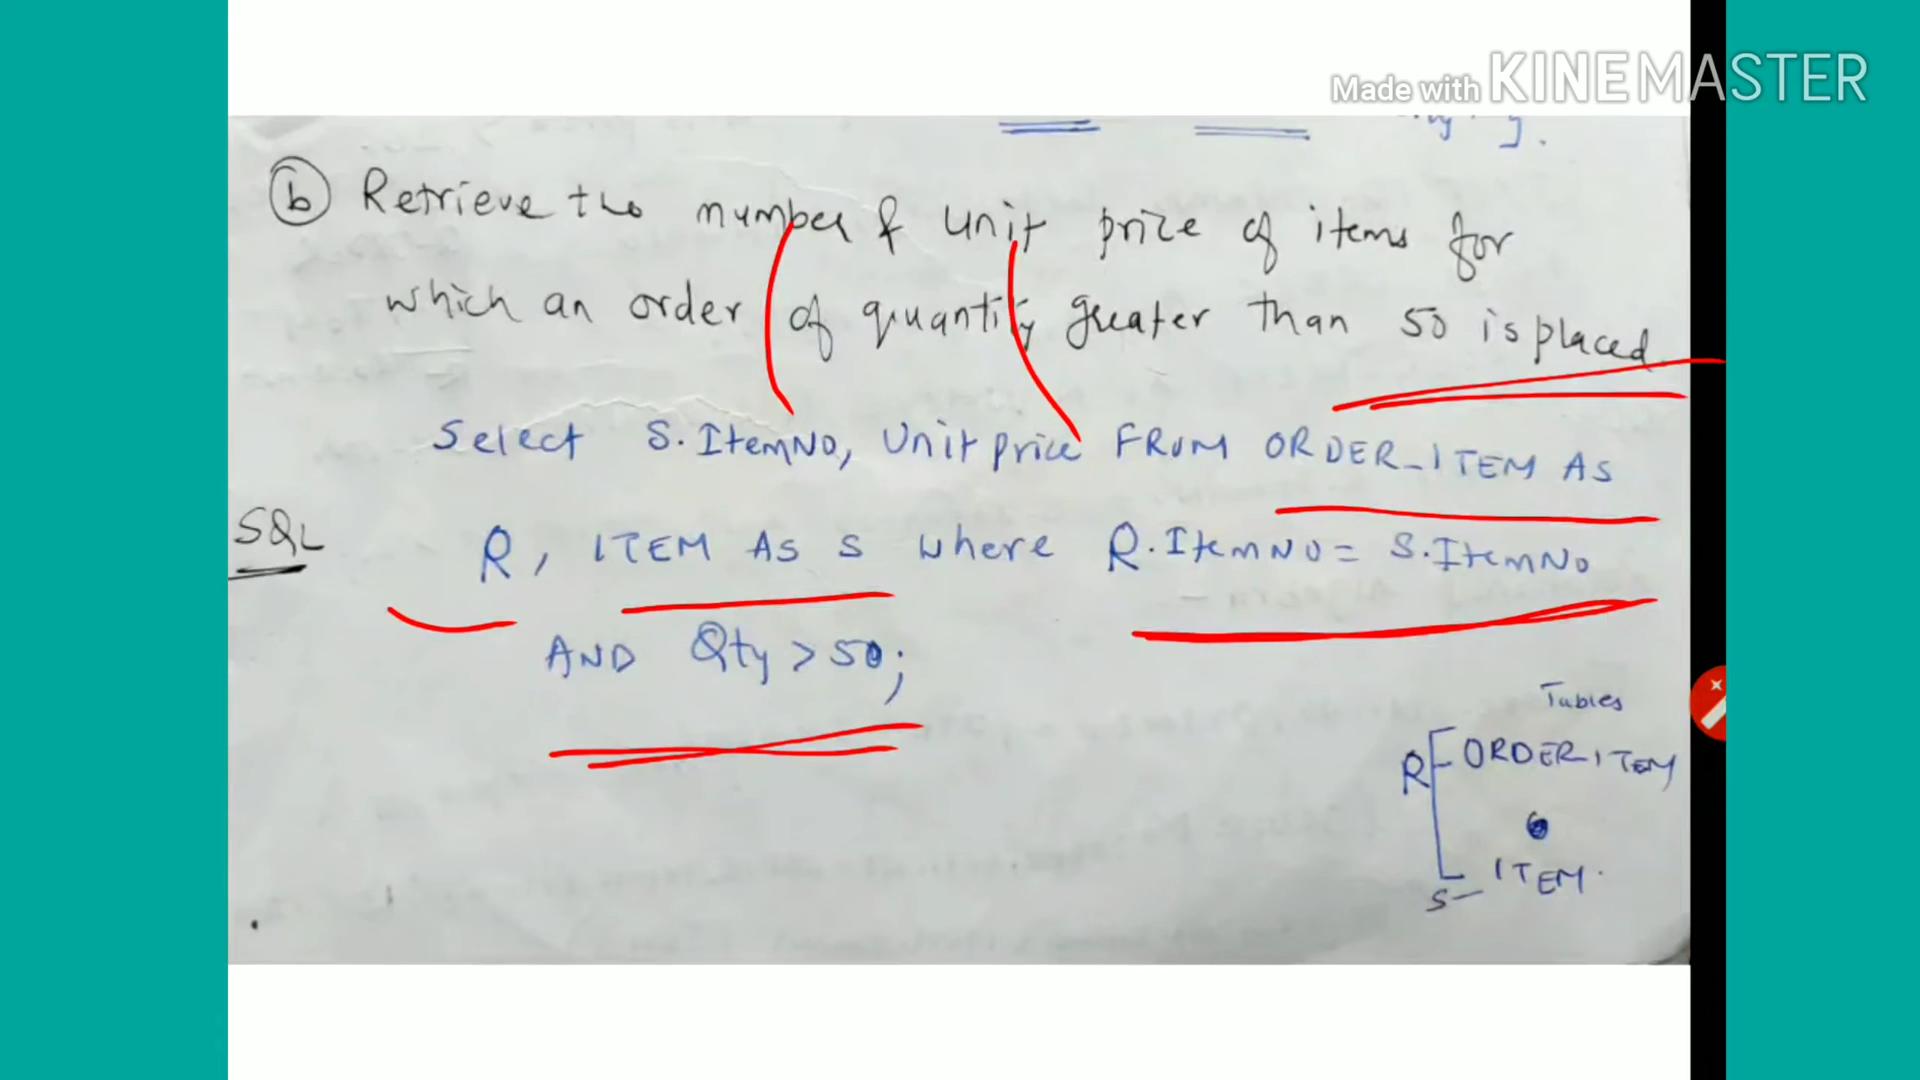 Made with KINEMASTER
b Retrieve the number & unit price of items for
which an order of quantity greater than 50 is placed
Select S.ItemNo, Unitprice FROM ORDER_ITEM AS
SQL
R, ITEM AS S where R.ItemNo = S.ItemNo
AND Qty > 50;
Tables
R ORDER_ITEM
S - ITEM.